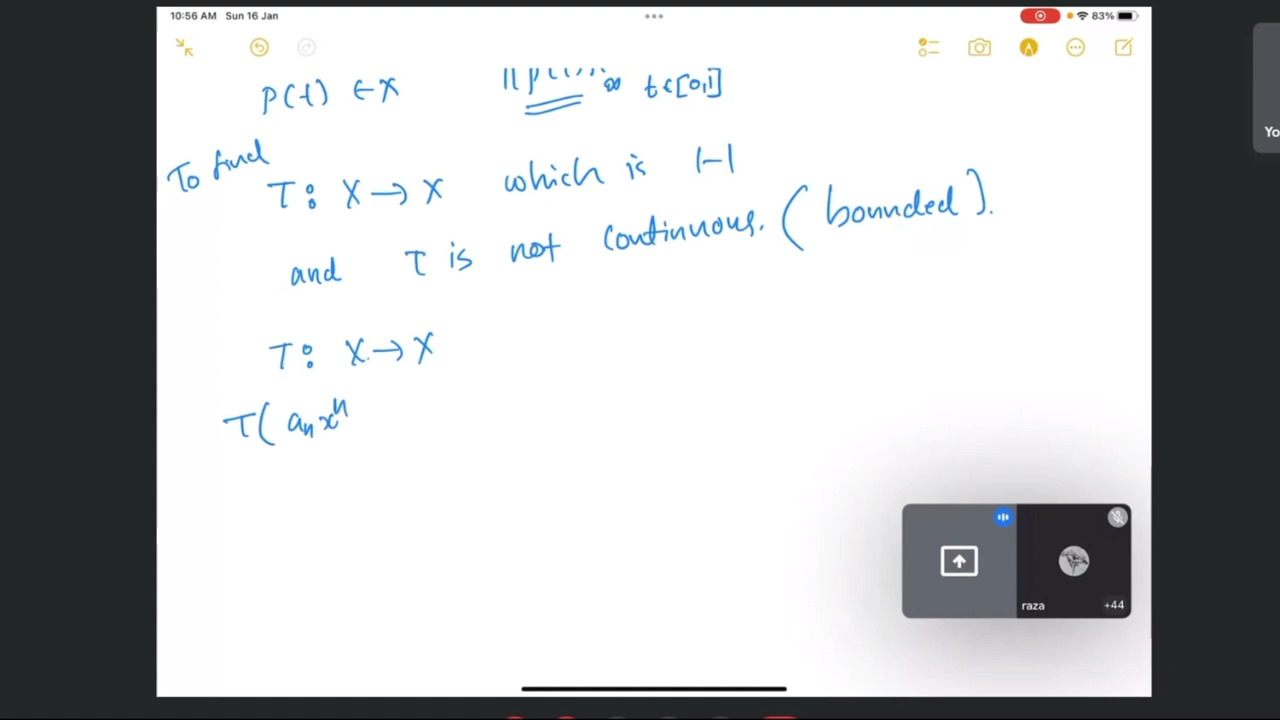 10:56 AM Sun 16 Jan
83%
p(t) ∈ X ∞ t ∈ [0,1]
To find
T: X → X which is 1-1
and T is not continuous. (bounded).
T: X → X
T( aₙxⁿ
Yo
raza
+44